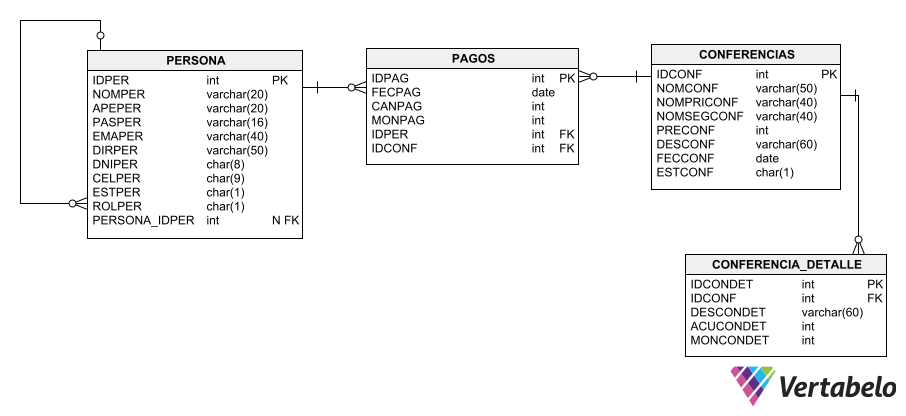 PERSONA
IDPER int PK
NOMPER varchar(20)
APEPER varchar(20)
PASPER varchar(16)
EMAPER varchar(40)
DIRPER varchar(50)
DNIPER char(8)
CELPER char(9)
ESTPER char(1)
ROLPER char(1)
PERSONA_IDPER int N FK
PAGOS
IDPAG int PK
FECPAG date
CANPAG int
MONPAG int
IDPER int FK
IDCONF int FK
CONFERENCIAS
IDCONF int PK
NOMCONF varchar(50)
NOMPRICONF varchar(40)
NOMSEGCONF varchar(40)
PRECONF int
DESCONF varchar(60)
FECCONF date
ESTCONF char(1)
CONFERENCIA_DETALLE
IDCONDET int PK
IDCONF int FK
DESCONDET varchar(60)
ACUCONDET int
MONCONDET int
Vertabelo